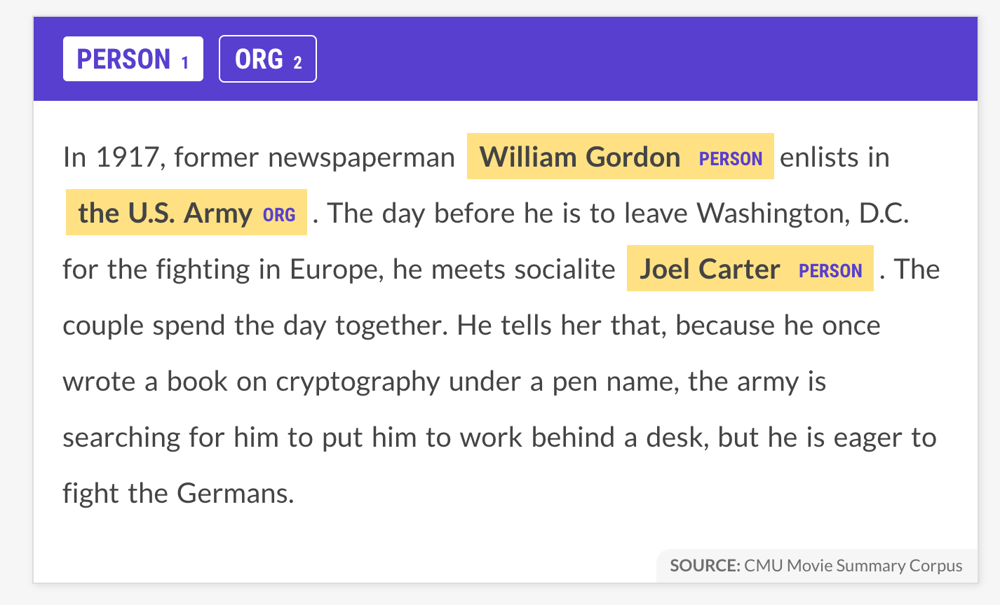 PERSON 1 ORG 2
In 1917, former newspaperman William Gordon PERSON enlists in
the U.S. Army ORG . The day before he is to leave Washington, D.C.
for the fighting in Europe, he meets socialite Joel Carter PERSON . The
couple spend the day together. He tells her that, because he once
wrote a book on cryptography under a pen name, the army is
searching for him to put him to work behind a desk, but he is eager to
fight the Germans.
SOURCE: CMU Movie Summary Corpus